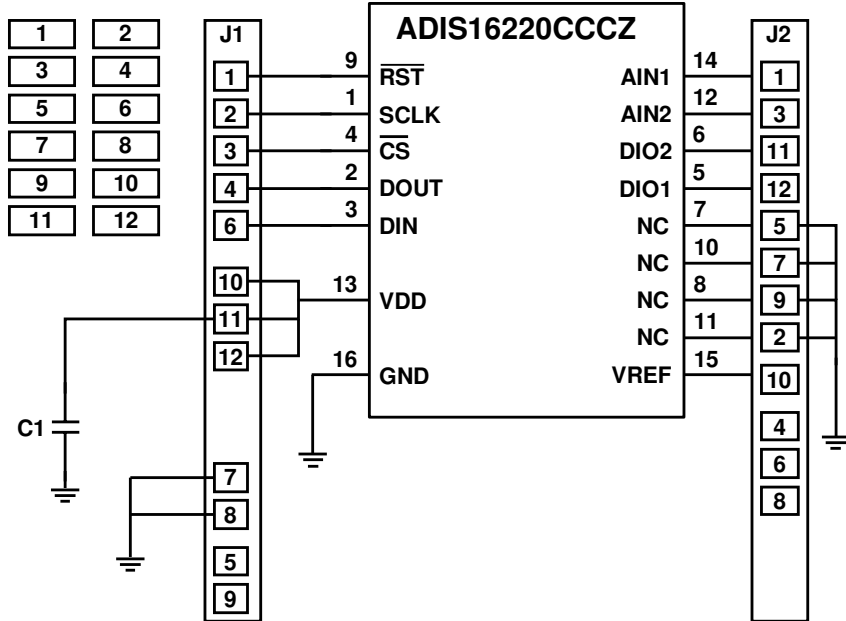 ADIS16220CCCZ
1 2
3 4
5 6
7 8
9 10
11 12
J1
1
2
3
4
6
10
11
12
7
8
5
9
C1
9 RST
1 SCLK
4 CS
2 DOUT
3 DIN
13 VDD
16 GND
AIN1 14
AIN2 12
DIO2 6
DIO1 5
NC 7
NC 10
NC 8
NC 11
VREF 15
J2
1
3
11
12
5
7
9
2
10
4
6
8